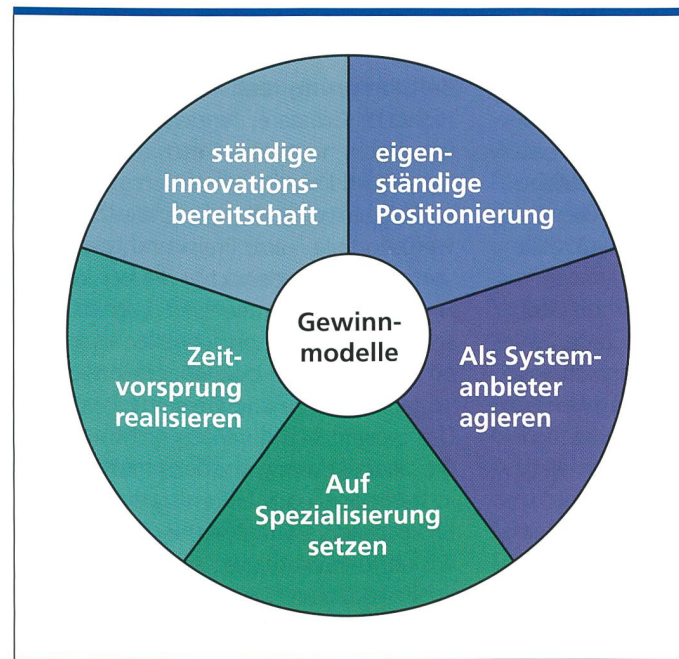 ständige
Innovations-
bereitschaft
eigen-
ständige
Positionierung
Gewinn-
modelle
Zeit-
vorsprung
realisieren
Als System-
anbieter
agieren
Auf
Spezialisierung
setzen